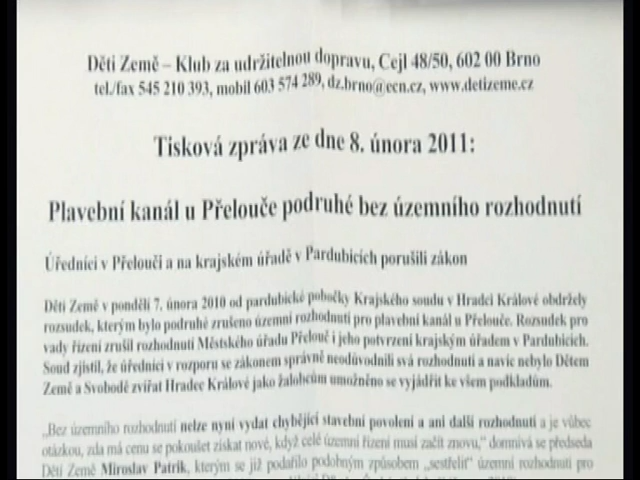 Děti Země – Klub za udržitelnou dopravu, Cejl 48/50, 602 00 Brno
tel./fax 545 210 393, mobil 603 574 289, dz.brno@ecn.cz, www.detizeme.cz
Tisková zpráva ze dne 8. února 2011:
Plavební kanál u Přelouče podruhé bez územního rozhodnutí
Úředníci v Přelouči a na krajském úřadě v Pardubicích porušili zákon
Děti Země v pondělí 7. února 2010 od pardubické pobočky Krajského soudu v Hradci Králové obdržely
rozsudek, kterým bylo podruhé zrušeno územní rozhodnutí pro plavební kanál u Přelouče. Rozsudek pro
vady řízení zrušil rozhodnutí Městského úřadu Přelouč i jeho potvrzení krajským úřadem v Pardubicích.
Soud zjistil, že úředníci v rozporu se zákonem správně neodůvodnili svá rozhodnutí a navíc nebylo Dětem
Země a Svobodě zvířat Hradec Králové jako žalobcům umožněno se vyjádřit ke všem podkladům.
„Bez územního rozhodnutí nelze nyní vydat chybějící stavební povolení a ani další rozhodnutí a je vůbec
otázkou, zda má cenu se pokoušet získat nové, když celé územní řízení musí začít znovu,“ domnívá se předseda
Dětí Země Miroslav Patrik, kterým se již podařilo podobným způsobem „sestřelit“ územní rozhodnutí pro